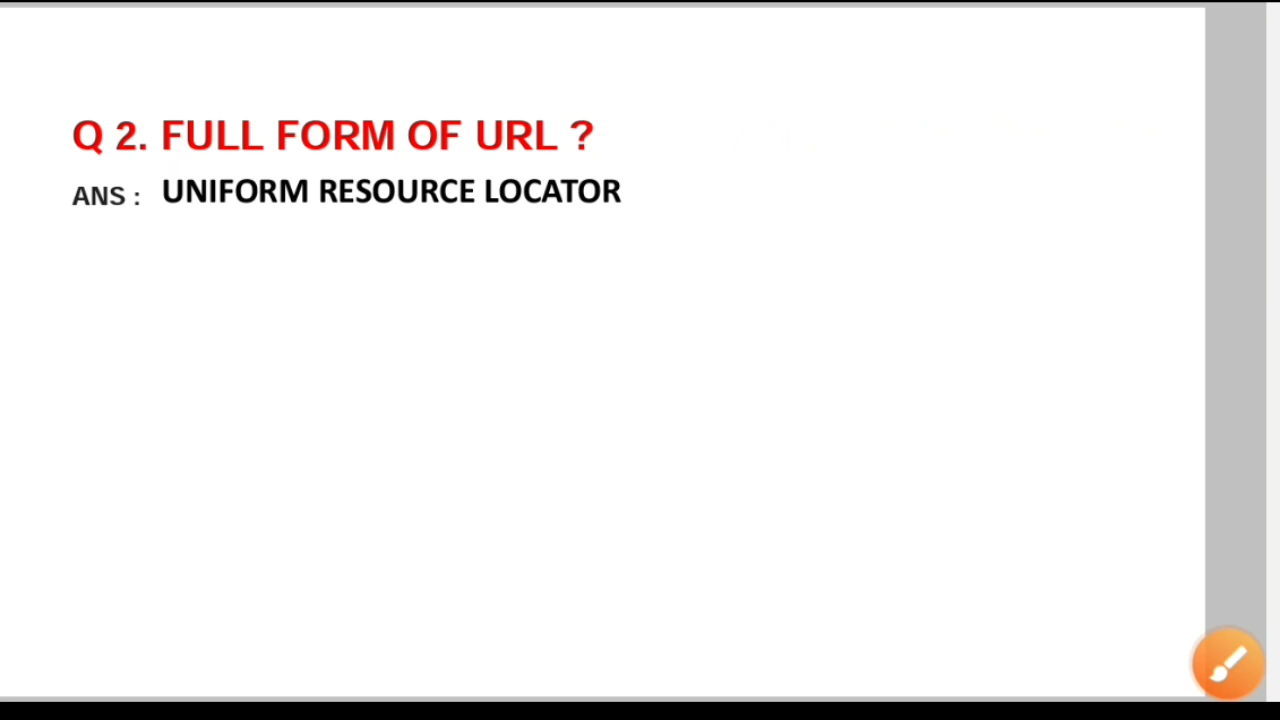 Q 2. FULL FORM OF URL ?
ANS : UNIFORM RESOURCE LOCATOR